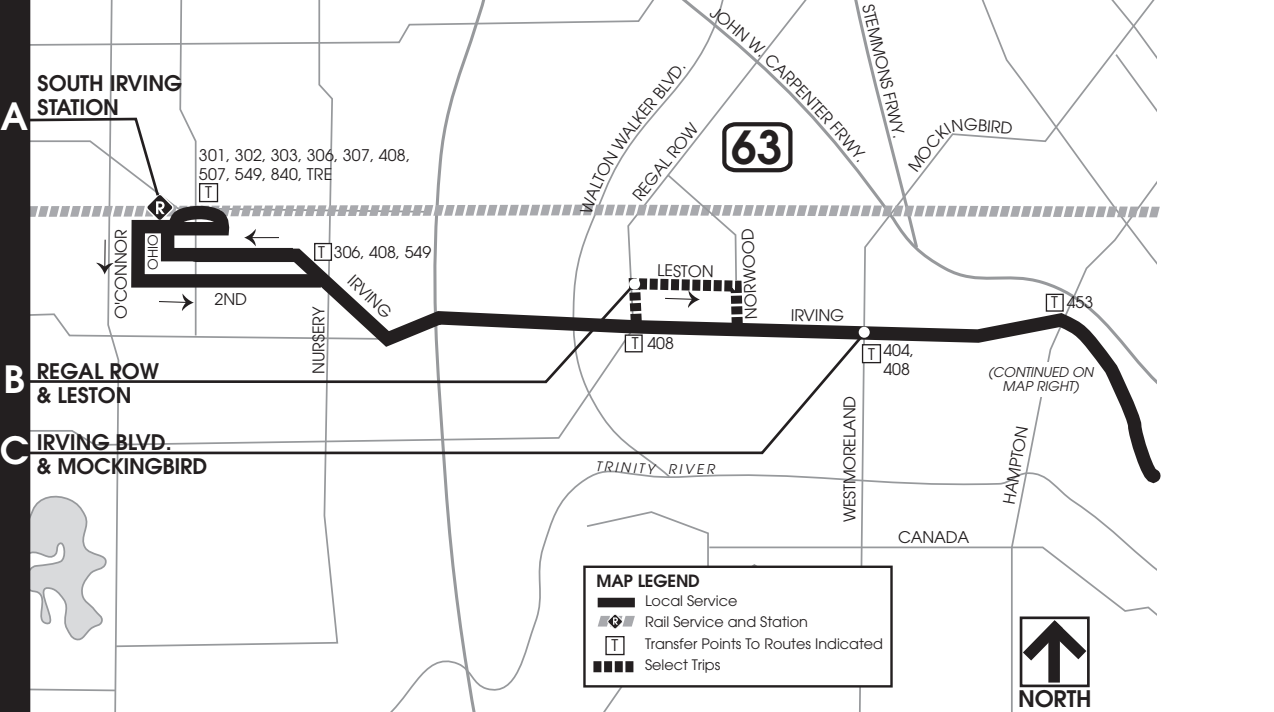 JOHN W. CARPENTER FRWY.
STEMMONS FRWY.
SOUTH IRVING
STATION
A
WALTON WALKER BLVD.
REGAL ROW
63
MOCKINGBIRD
301, 302, 303, 306, 307, 408,
507, 549, 840, TRE
T
R
O'CONNOR
OHIO
T 306, 408, 549
2ND
IRVING
NURSERY
LESTON
NORWOOD
IRVING
T 453
T 408
T 404,
408
(CONTINUED ON
MAP RIGHT)
B
REGAL ROW
& LESTON
C
IRVING BLVD.
& MOCKINGBIRD
WESTMORELAND
HAMPTON
TRINITY RIVER
CANADA
MAP LEGEND
Local Service
R Rail Service and Station
T Transfer Points To Routes Indicated
Select Trips
NORTH